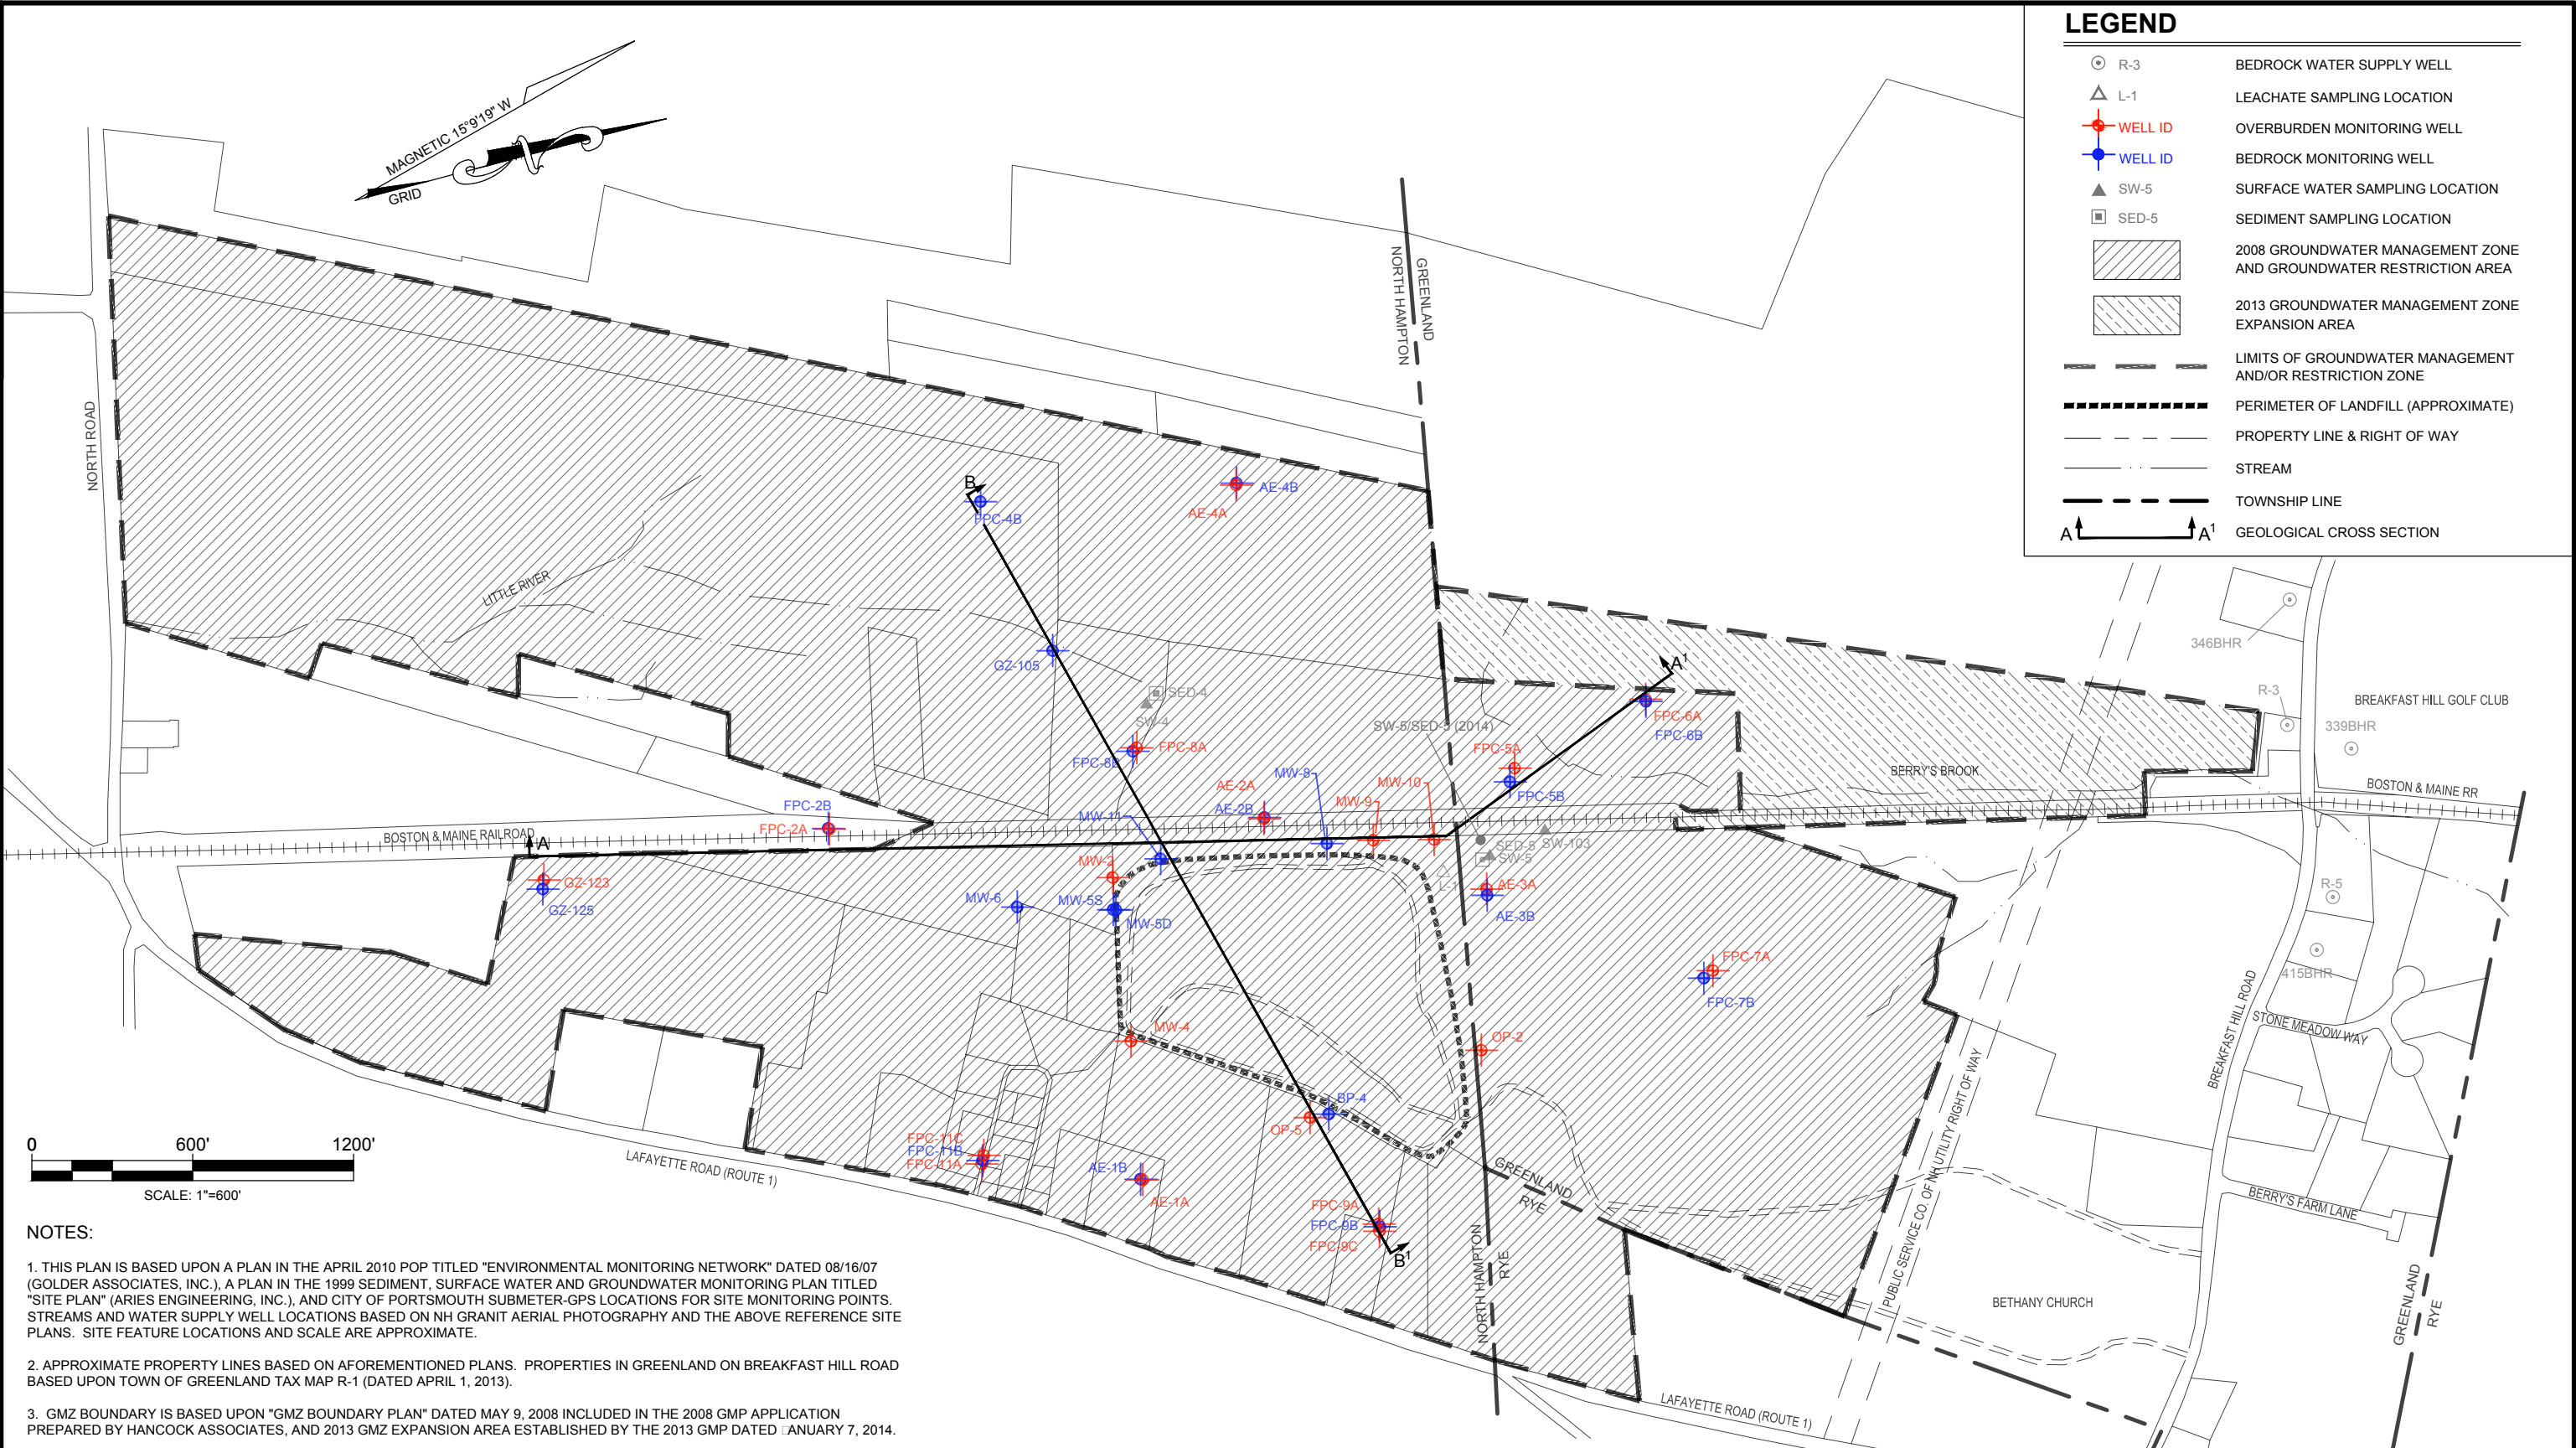 LEGEND
R-3 BEDROCK WATER SUPPLY WELL
L-1 LEACHATE SAMPLING LOCATION
WELL ID OVERBURDEN MONITORING WELL
WELL ID BEDROCK MONITORING WELL
SW-5 SURFACE WATER SAMPLING LOCATION
SED-5 SEDIMENT SAMPLING LOCATION
2008 GROUNDWATER MANAGEMENT ZONE
AND GROUNDWATER RESTRICTION AREA
2013 GROUNDWATER MANAGEMENT ZONE
EXPANSION AREA
LIMITS OF GROUNDWATER MANAGEMENT
AND/OR RESTRICTION ZONE
PERIMETER OF LANDFILL (APPROXIMATE)
PROPERTY LINE & RIGHT OF WAY
STREAM
TOWNSHIP LINE
A A1 GEOLOGICAL CROSS SECTION
MAGNETIC 15°9'19" W
GRID
N
NORTH ROAD
NORTH HAMPTON
GREENLAND
B
FPC-4B
AE-4B
AE-4A
LITTLE RIVER
GZ-105
SED-4
SW-4
A1
FPC-6A
FPC-6B
SW-5/SED-5 (2014)
FPC-8A
FPC-8B
FPC-5A
FPC-5B
MW-8
MW-10
AE-2A
AE-2B
MW-9
MW-11
FPC-2B
FPC-2A
BOSTON & MAINE RAILROAD
A
BERRY'S BROOK
346BHR
R-3
BREAKFAST HILL GOLF CLUB
339BHR
BOSTON & MAINE RR
SED-5
SW-103
SW-5
L-1
MW-2
GZ-123
GZ-125
MW-6
MW-5S
MW-5D
AE-3A
AE-3B
R-5
415BHR
FPC-7A
FPC-7B
STONE MEADOW WAY
BREAKFAST HILL ROAD
MW-4
OP-2
BP-4
OP-5
PUBLIC SERVICE CO. OF NH UTILITY RIGHT OF WAY
FPC-11C
FPC-11B
FPC-11A
AE-1B
AE-1A
GREENLAND
RYE
BERRY'S FARM LANE
FPC-9A
FPC-9B
FPC-9C
B1
NORTH HAMPTON
RYE
BETHANY CHURCH
GREENLAND
RYE
LAFAYETTE ROAD (ROUTE 1)
LAFAYETTE ROAD (ROUTE 1)
0 600' 1200'
SCALE: 1"=600'
NOTES:
1. THIS PLAN IS BASED UPON A PLAN IN THE APRIL 2010 POP TITLED "ENVIRONMENTAL MONITORING NETWORK" DATED 08/16/07
(GOLDER ASSOCIATES, INC.), A PLAN IN THE 1999 SEDIMENT, SURFACE WATER AND GROUNDWATER MONITORING PLAN TITLED
"SITE PLAN" (ARIES ENGINEERING, INC.), AND CITY OF PORTSMOUTH SUBMETER-GPS LOCATIONS FOR SITE MONITORING POINTS.
STREAMS AND WATER SUPPLY WELL LOCATIONS BASED ON NH GRANIT AERIAL PHOTOGRAPHY AND THE ABOVE REFERENCE SITE
PLANS. SITE FEATURE LOCATIONS AND SCALE ARE APPROXIMATE.
2. APPROXIMATE PROPERTY LINES BASED ON AFOREMENTIONED PLANS. PROPERTIES IN GREENLAND ON BREAKFAST HILL ROAD
BASED UPON TOWN OF GREENLAND TAX MAP R-1 (DATED APRIL 1, 2013).
3. GMZ BOUNDARY IS BASED UPON "GMZ BOUNDARY PLAN" DATED MAY 9, 2008 INCLUDED IN THE 2008 GMP APPLICATION
PREPARED BY HANCOCK ASSOCIATES, AND 2013 GMZ EXPANSION AREA ESTABLISHED BY THE 2013 GMP DATED □ANUARY 7, 2014.